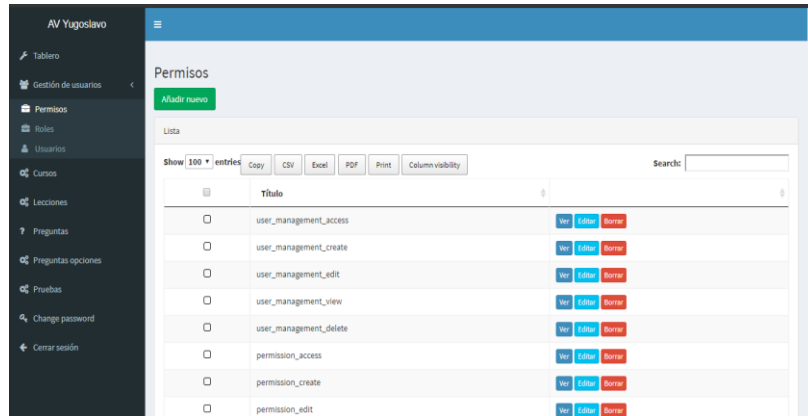 AV Yugoslavo
Tablero
Gestión de usuarios
Permisos
Roles
Usuarios
Cursos
Lecciones
Preguntas
Preguntas opciones
Pruebas
Change password
Cerrar sesión
Permisos
Añadir nuevo
Lista
Show 100 entries Copy CSV Excel PDF Print Column visibility Search:
Título
user_management_access Ver Editar Borrar
user_management_create Ver Editar Borrar
user_management_edit Ver Editar Borrar
user_management_view Ver Editar Borrar
user_management_delete Ver Editar Borrar
permission_access Ver Editar Borrar
permission_create Ver Editar Borrar
permission_edit Ver Editar Borrar